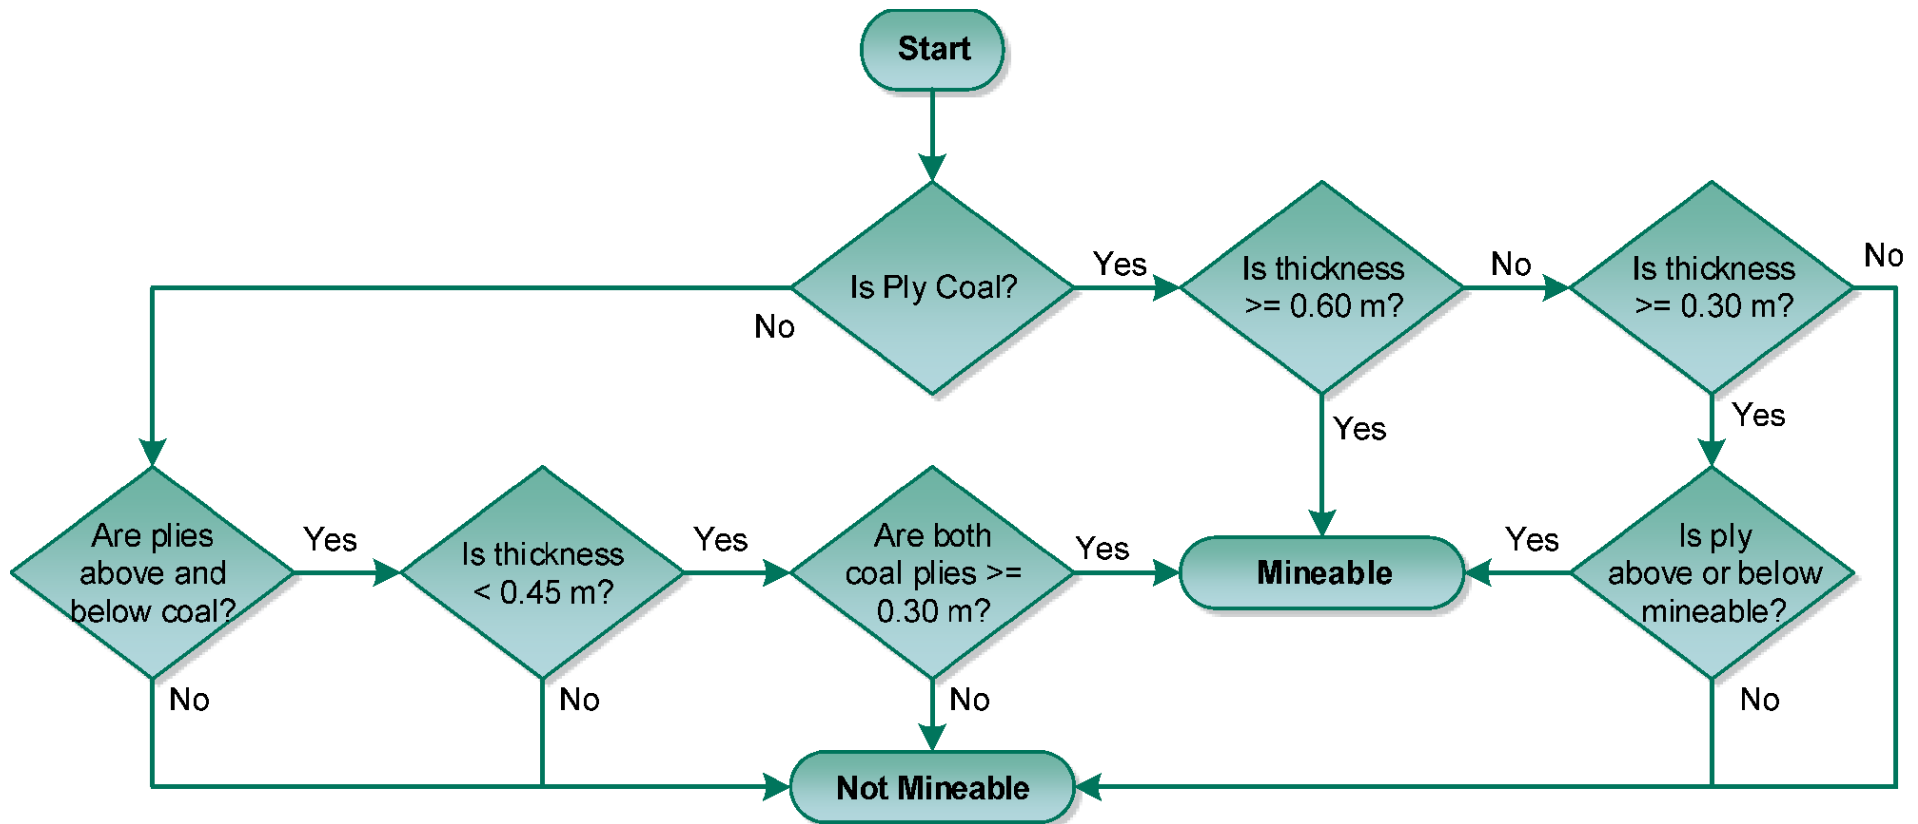 Start
Is Ply Coal?
Yes
Is thickness
>= 0.60 m?
No
Is thickness
>= 0.30 m?
No
No
Yes
Yes
Are plies
above and
below coal?
Yes
Is thickness
< 0.45 m?
Yes
Are both
coal plies >=
0.30 m?
Yes
Mineable
Yes
Is ply
above or below
mineable?
No
No
No
No
Not Mineable